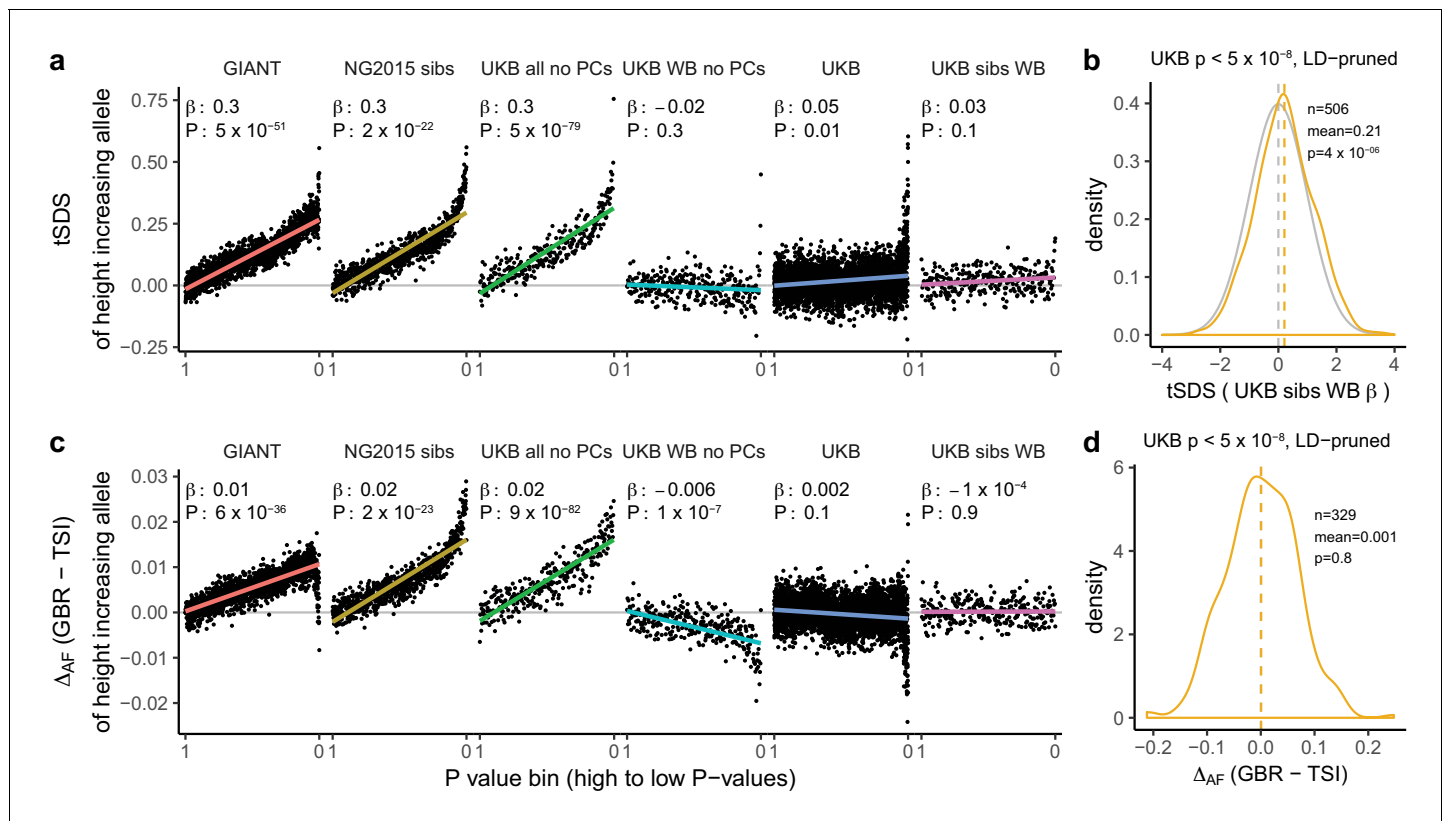 a
GIANT NG2015 sibs UKB all no PCs UKB WB no PCs UKB UKB sibs WB
β: 0.3 β: 0.3 β: 0.3 β: −0.02 β: 0.05 β: 0.03
P: 5 x 10⁻⁵¹ P: 2 x 10⁻²² P: 5 x 10⁻⁷⁹ P: 0.3 P: 0.01 P: 0.1
tSDS
of height increasing allele
0.75
0.50
0.25
0.00
−0.25
1 0 1 0 1 0 1 0 1 0 1 0
b
UKB p < 5 x 10⁻⁸, LD−pruned
n=506
mean=0.21
p=4 x 10⁻⁰⁶
density
0.4
0.3
0.2
0.1
0.0
−4 −2 0 2 4
tSDS ( UKB sibs WB β )
c
GIANT NG2015 sibs UKB all no PCs UKB WB no PCs UKB UKB sibs WB
β: 0.01 β: 0.02 β: 0.02 β: −0.006 β: 0.002 β: −1 x 10⁻⁴
P: 6 x 10⁻³⁶ P: 2 x 10⁻²³ P: 9 x 10⁻⁸² P: 1 x 10⁻⁷ P: 0.1 P: 0.9
Δ_AF (GBR − TSI)
of height increasing allele
0.03
0.02
0.01
0.00
−0.01
−0.02
1 0 1 0 1 0 1 0 1 0 1 0
P value bin (high to low P−values)
d
UKB p < 5 x 10⁻⁸, LD−pruned
n=329
mean=0.001
p=0.8
density
6
4
2
0
−0.2 −0.1 0.0 0.1 0.2
Δ_AF (GBR − TSI)